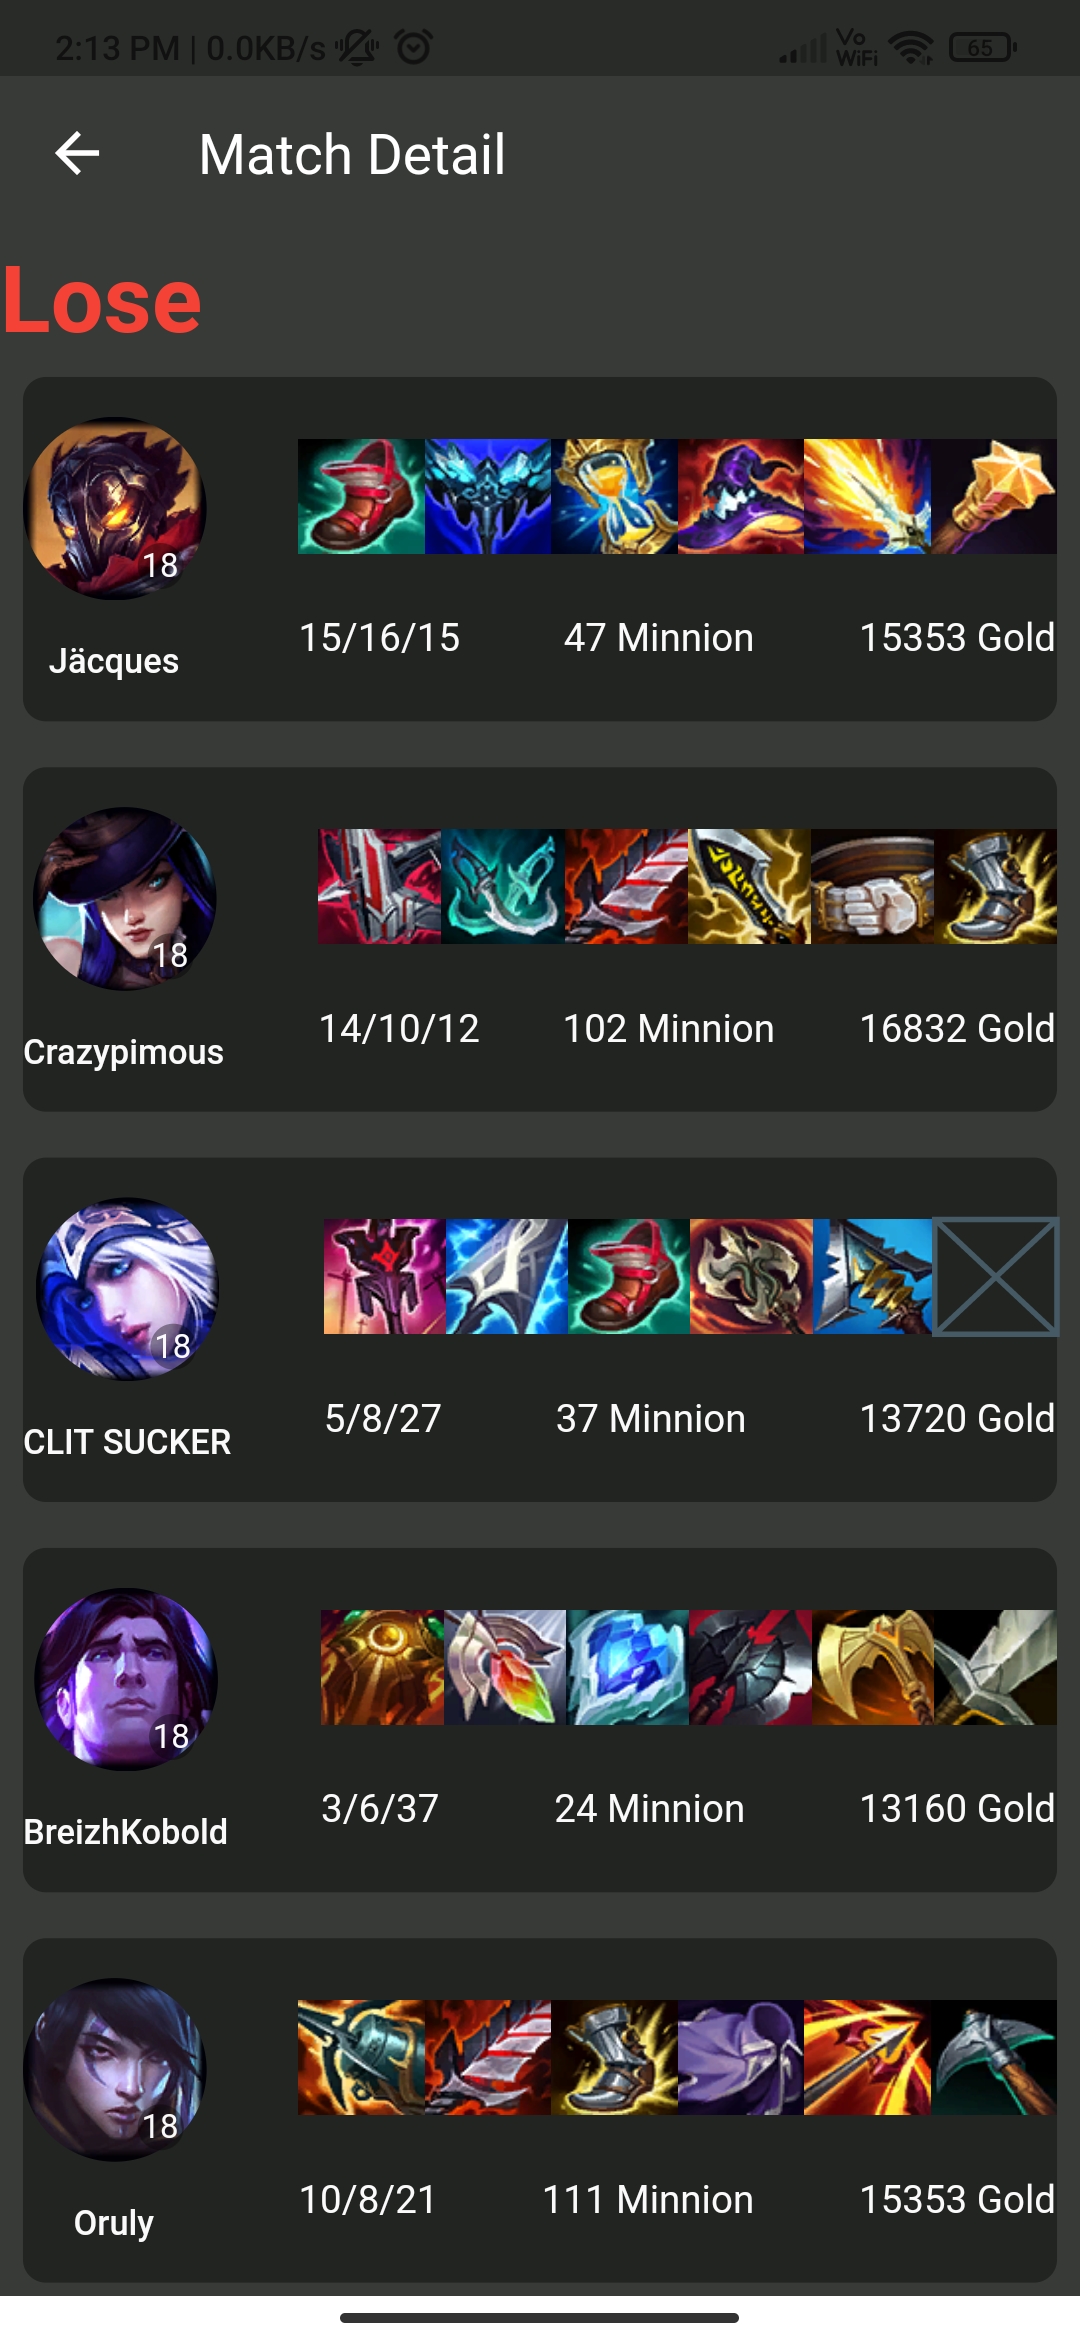 2:13 PM | 0.0KB/s
Vo
WiFi
65
Match Detail
Lose
18
Jäcques
15/16/15 47 Minnion 15353 Gold
18
Crazypimous
14/10/12 102 Minnion 16832 Gold
18
CLIT SUCKER
5/8/27 37 Minnion 13720 Gold
18
BreizhKobold
3/6/37 24 Minnion 13160 Gold
18
Oruly
10/8/21 111 Minnion 15353 Gold